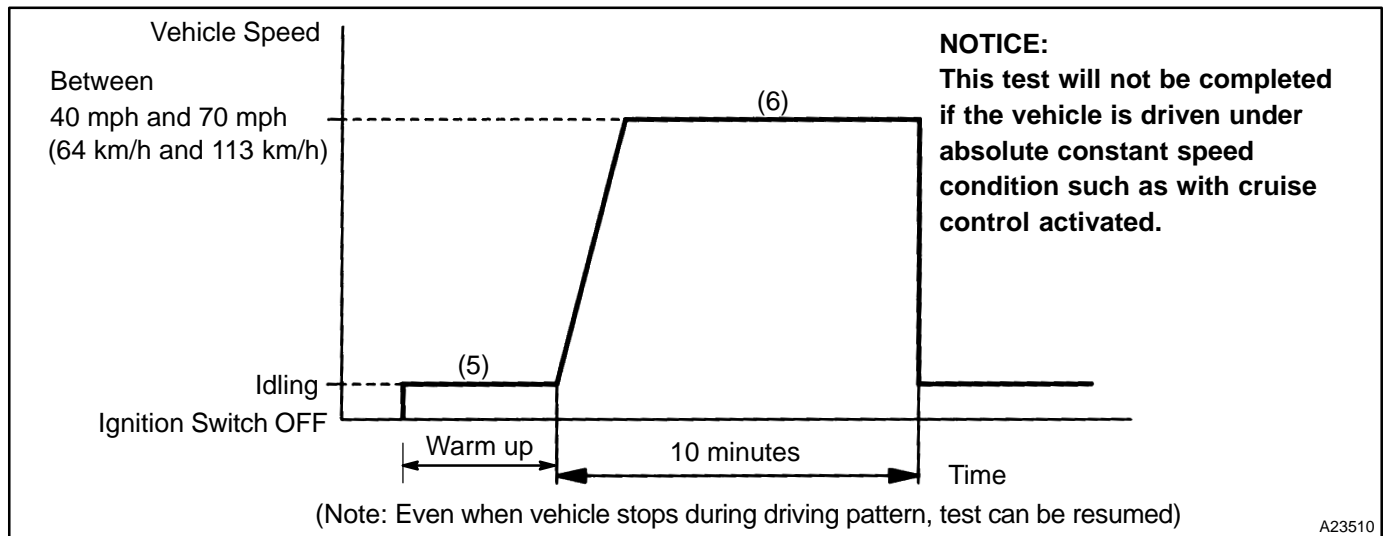 Vehicle Speed
Between
40 mph and 70 mph
(64 km/h and 113 km/h)
(6)
NOTICE:
This test will not be completed
if the vehicle is driven under
absolute constant speed
condition such as with cruise
control activated.
(5)
Idling
Ignition Switch OFF
Warm up
10 minutes
Time
(Note: Even when vehicle stops during driving pattern, test can be resumed)
A23510